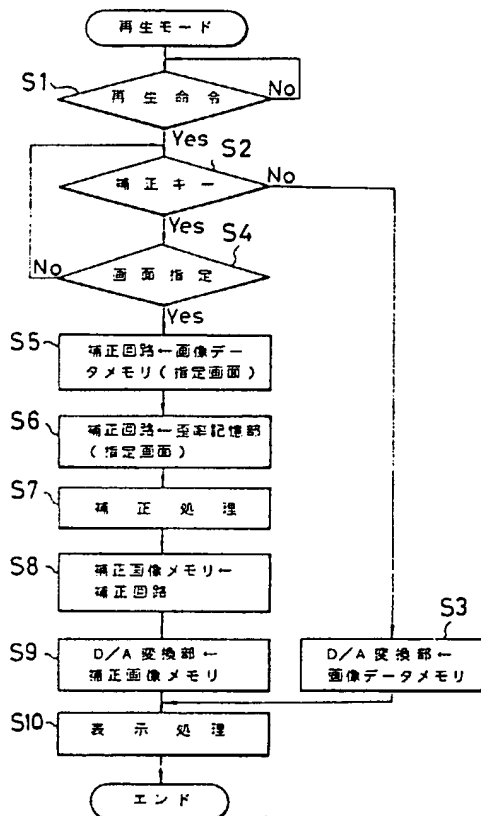 再生モード
S1
再生命令
No
Yes
S2
補正キー
No
Yes
S4
画面指定
No
Yes
S5
補正回路←画像デー
タメモリ(指定画面)
S6
補正回路←歪率記憶部
(指定画面)
S7
補正処理
S8
補正画像メモリ←
補正回路
S9
D/A変換部←
補正画像メモリ
S3
D/A変換部←
画像データメモリ
S10
表示処理
エンド